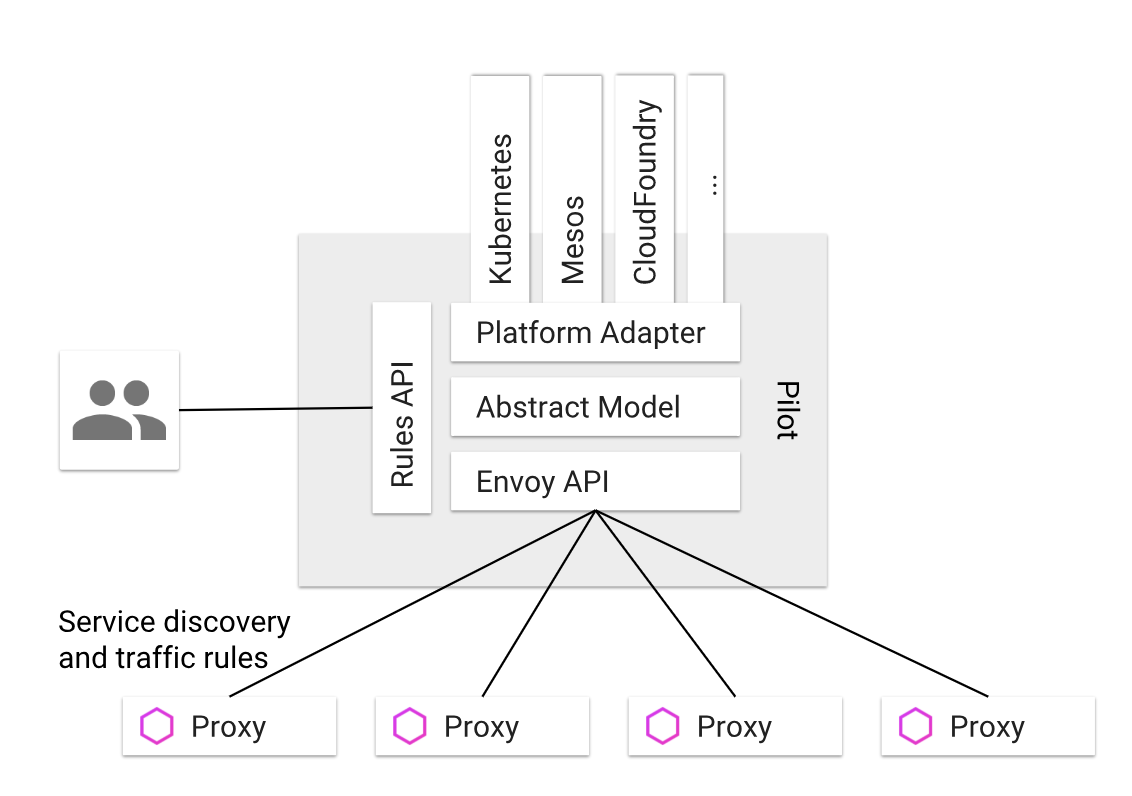 Kubernetes
Mesos
CloudFoundry
...
Platform Adapter
Rules API
Abstract Model
Pilot
Envoy API
Service discovery
and traffic rules
Proxy
Proxy
Proxy
Proxy